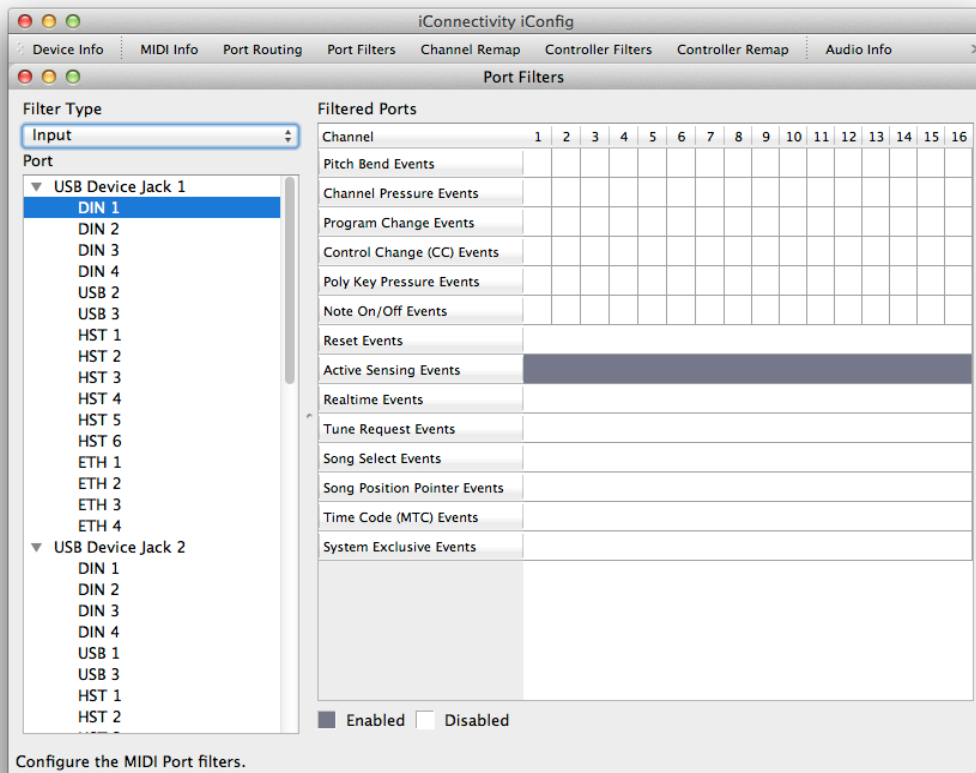 iConnectivity iConfig
Device Info MIDI Info Port Routing Port Filters Channel Remap Controller Filters Controller Remap Audio Info
Port Filters
Filter Type
Input
Port
USB Device Jack 1
DIN 1
DIN 2
DIN 3
DIN 4
USB 2
USB 3
HST 1
HST 2
HST 3
HST 4
HST 5
HST 6
ETH 1
ETH 2
ETH 3
ETH 4
USB Device Jack 2
DIN 1
DIN 2
DIN 3
DIN 4
USB 1
USB 3
HST 1
HST 2
Filtered Ports
Channel 1 2 3 4 5 6 7 8 9 10 11 12 13 14 15 16
Pitch Bend Events
Channel Pressure Events
Program Change Events
Control Change (CC) Events
Poly Key Pressure Events
Note On/Off Events
Reset Events
Active Sensing Events
Realtime Events
Tune Request Events
Song Select Events
Song Position Pointer Events
Time Code (MTC) Events
System Exclusive Events
Enabled Disabled
Configure the MIDI Port filters.